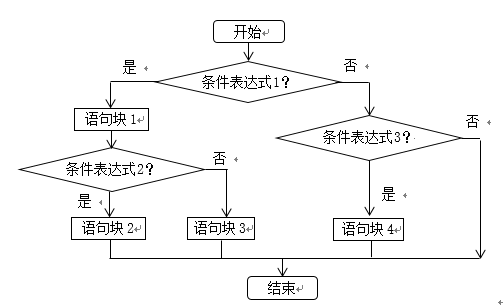 开始
是
条件表达式1？
否
语句块 1
条件表达式3？
否
条件表达式2？
否
是
是
语句块 2
语句块 3
语句块 4
结束